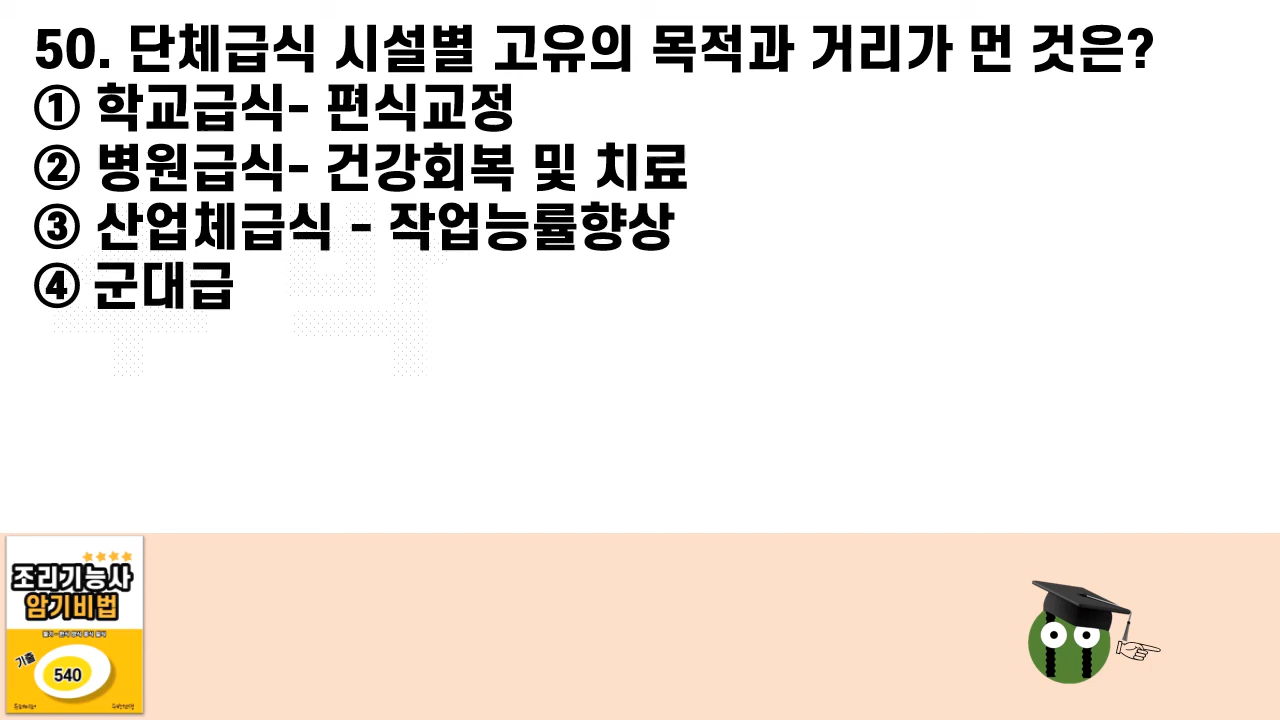 50. 단체급식 시설별 고유의 목적과 거리가 먼 것은?
① 학교급식- 편식교정
② 병원급식- 건강회복 및 치료
③ 산업체급식 - 작업능률향상
④ 군대급
조리기능사
암기비법
기출
540